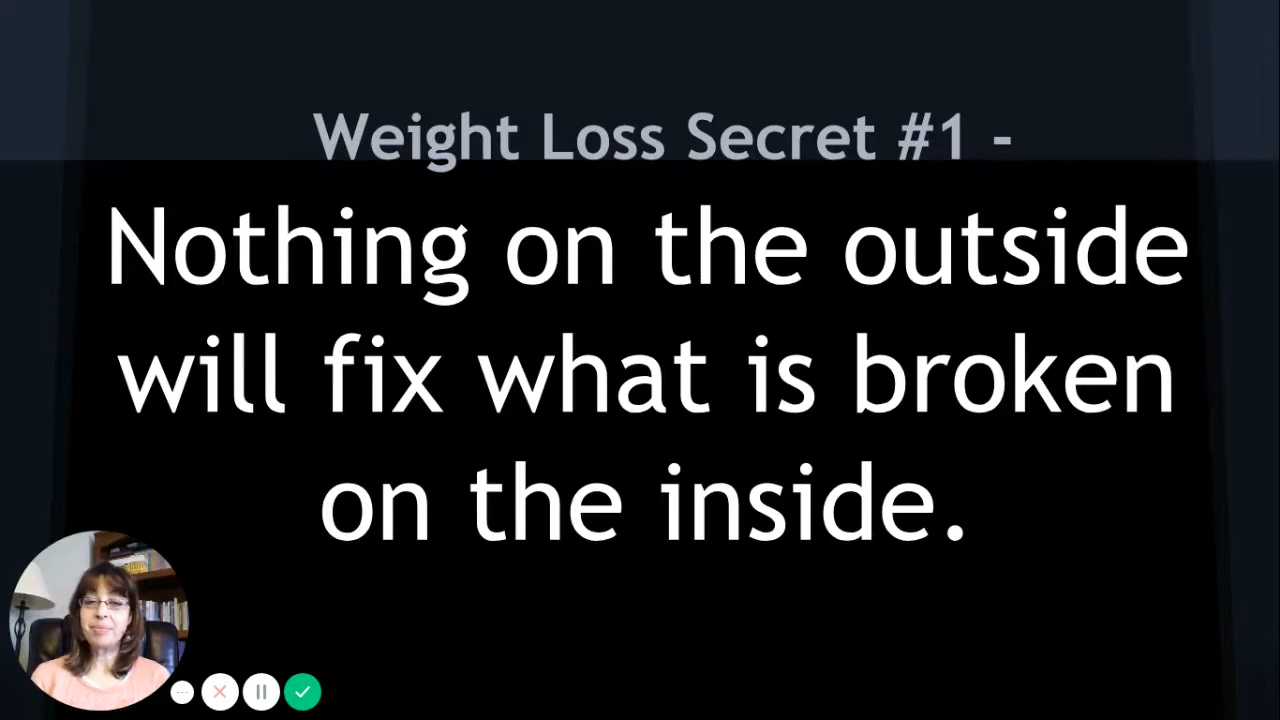 Weight Loss Secret #1 -
Nothing on the outside
will fix what is broken
on the inside.